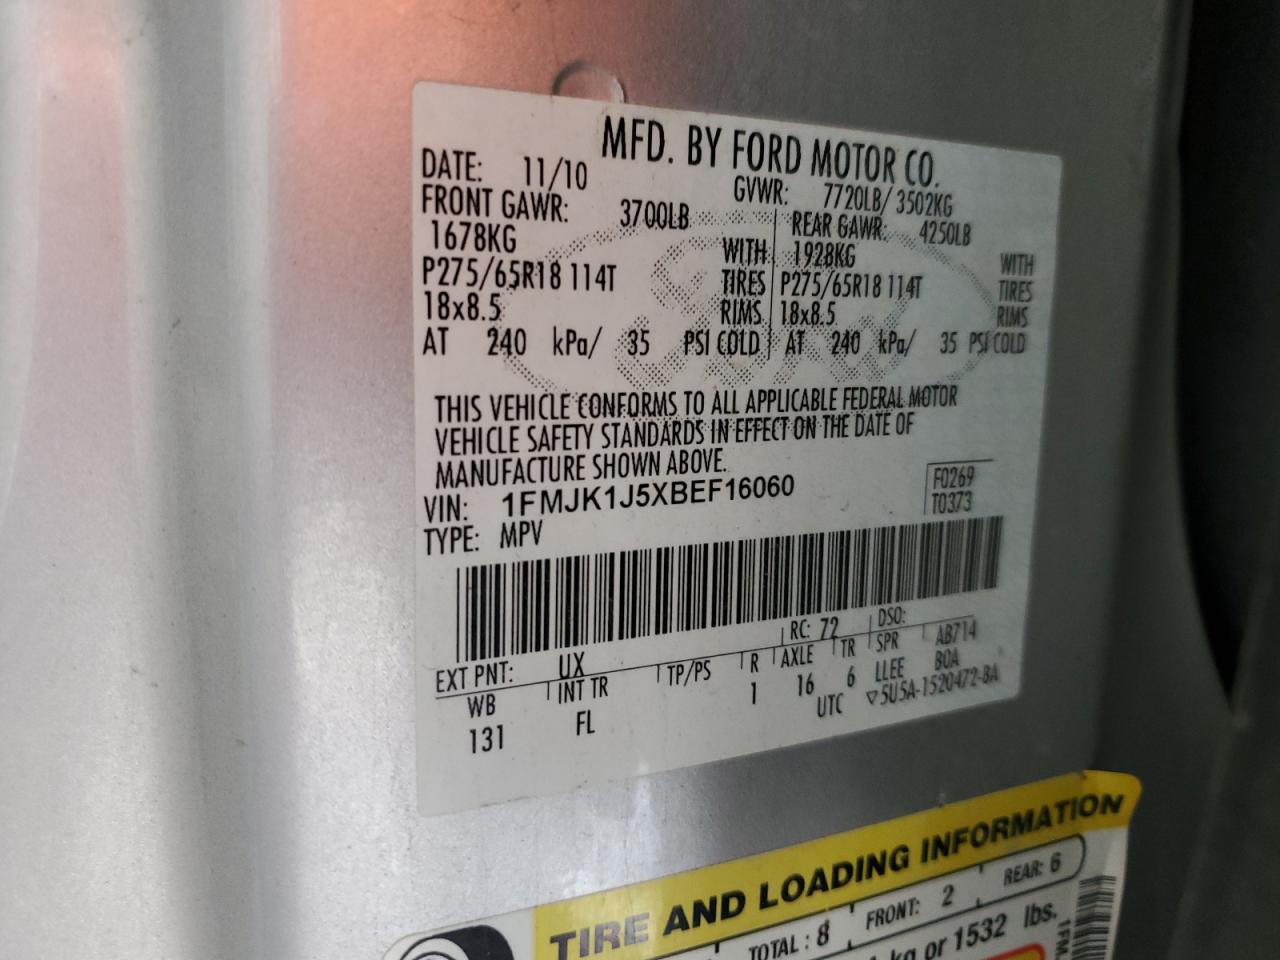 MFD. BY FORD MOTOR CO.
DATE: 11/10 GVWR: 7720LB/ 3502KG
FRONT GAWR: 3700LB REAR GAWR: 4250LB
1678KG WITH 1928KG WITH
P275/65R18 114T TIRES P275/65R18 114T TIRES
18x8.5 RIMS 18x8.5 RIMS
AT 240 kPa/ 35 PSI COLD AT 240 kPa/ 35 PSI COLD
THIS VEHICLE CONFORMS TO ALL APPLICABLE FEDERAL MOTOR
VEHICLE SAFETY STANDARDS IN EFFECT ON THE DATE OF
MANUFACTURE SHOWN ABOVE.
VIN: 1FMJK1J5XBEF16060 F0269
TYPE: MPV T0373
EXT PNT: UX RC: 72 DSO:
WB INT TR TP/PS R AXLE TR SPR AB714
131 FL 1 16 6 LLEE BOA
UTC ▽5U5A-1520472-BA
TIRE AND LOADING INFORMATION
TOTAL : 8 FRONT: 2 REAR: 6
kg or 1532 lbs.
1FM